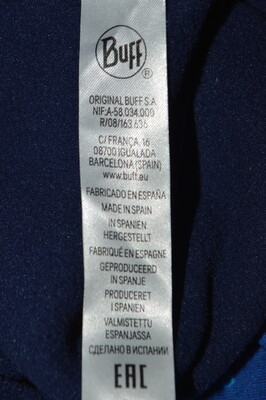 BUFF®
ORIGINAL BUFF S.A
NIF:A-58.034.000
R/08/163.636
C/ FRANÇA, 16
08700 IGUALADA
BARCELONA (SPAIN)
www.buff.eu
FABRICADO EN ESPAÑA
MADE IN SPAIN
IN SPANIEN
HERGESTELLT
FABRIQUÉ EN ESPAGNE
GEPRODUCEERD
IN SPANJE
PRODUCERET
I SPANIEN
VALMISTETTU
ESPANJASSA
СДЕЛАНО В ИСПАНИИ
EAC